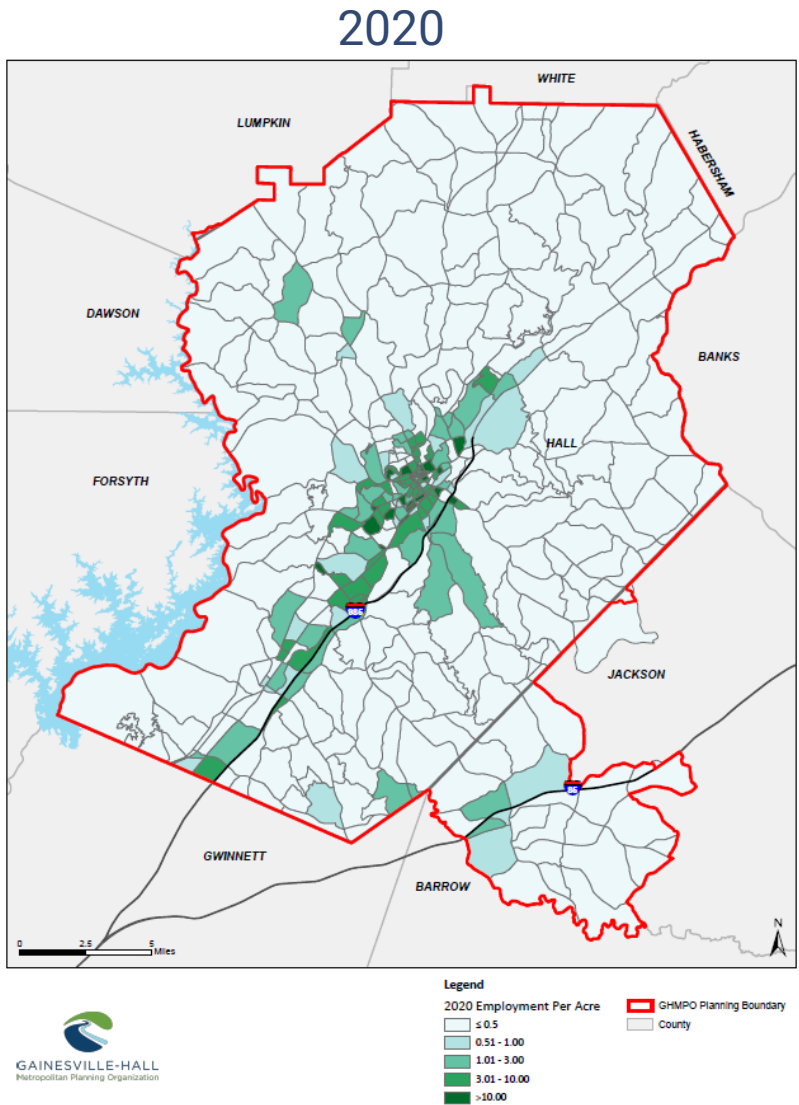 2020
WHITE
LUMPKIN
HABERSHAM
DAWSON
BANKS
HALL
FORSYTH
985
JACKSON
85
GWINNETT
BARROW
N
0 2.5 5
Miles
Legend
2020 Employment Per Acre
≤ 0.5
0.51 - 1.00
1.01 - 3.00
3.01 - 10.00
>10.00
GHMPO Planning Boundary
County
GAINESVILLE-HALL
Metropolitan Planning Organization